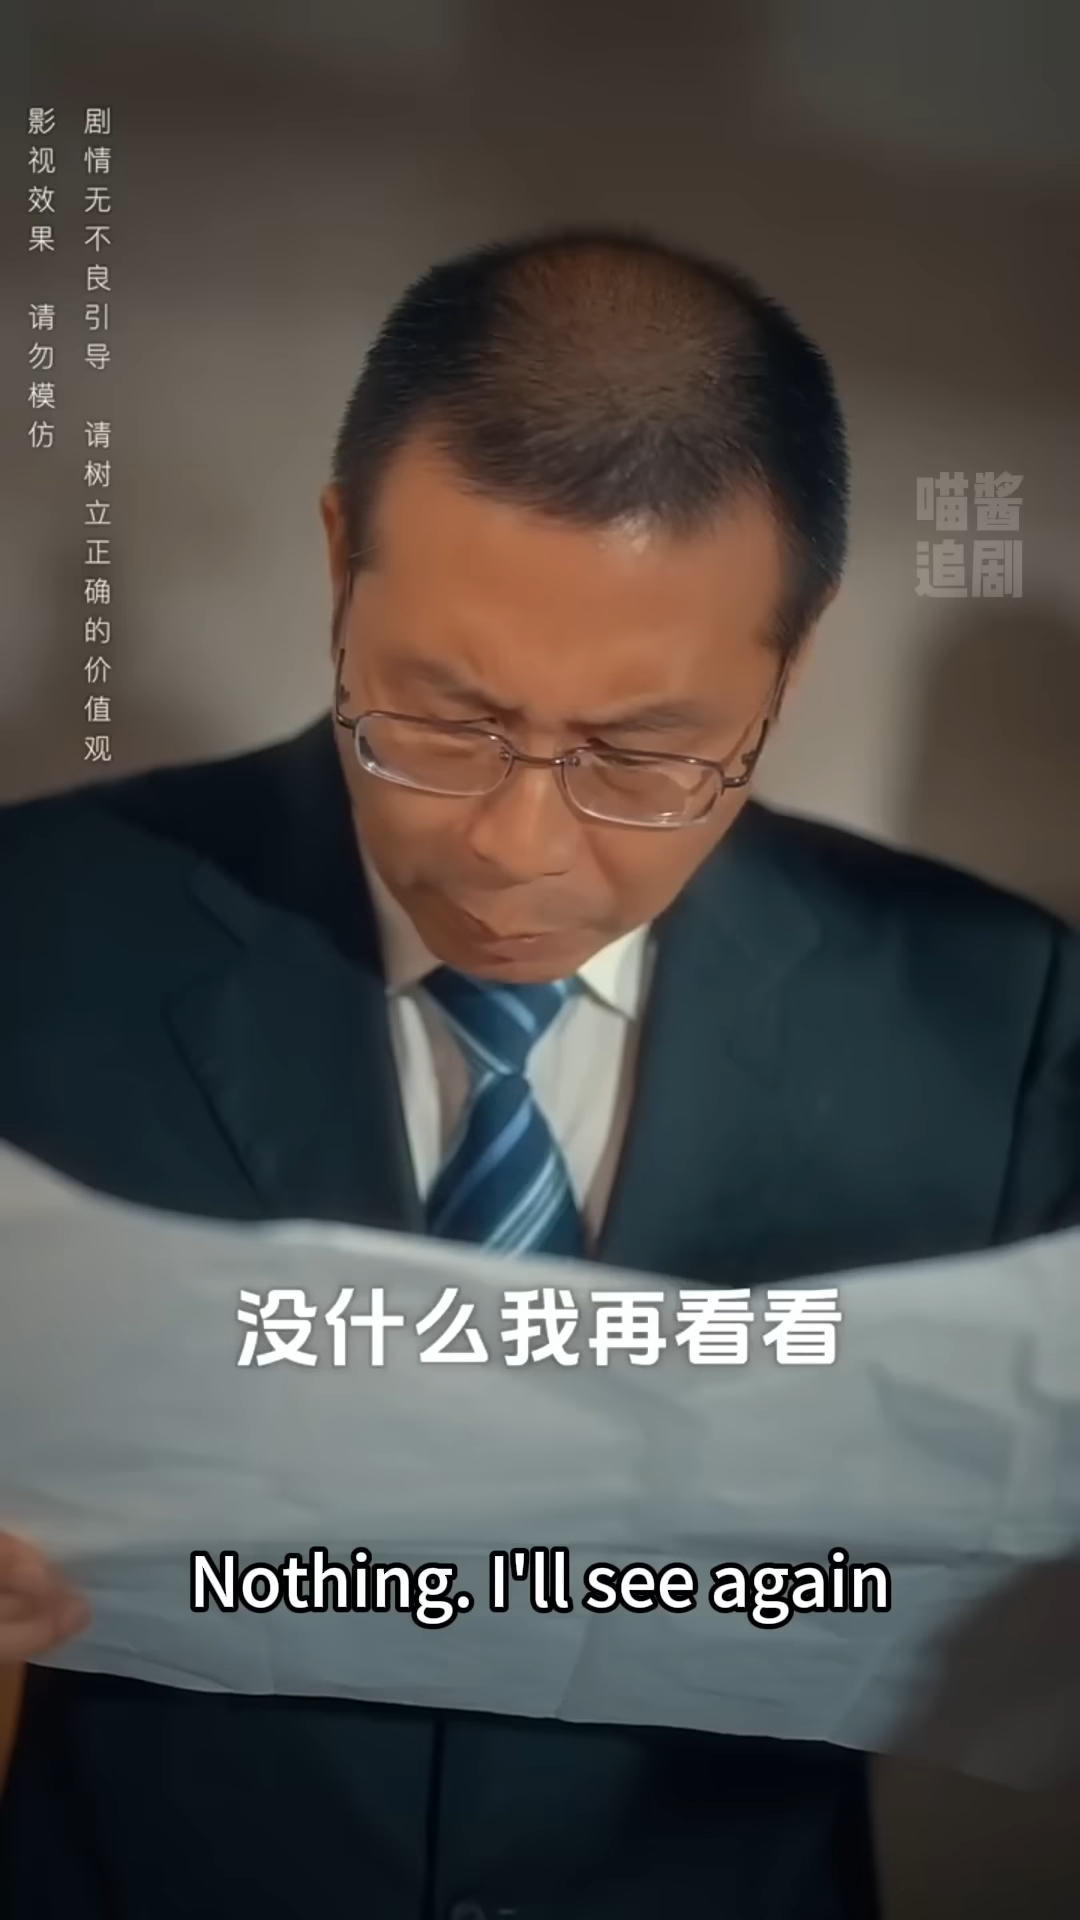 剧情无不良引导 请树立正确的价值观
影视效果 请勿模仿
喵酱
追剧
没什么我再看看
Nothing. I'll see again